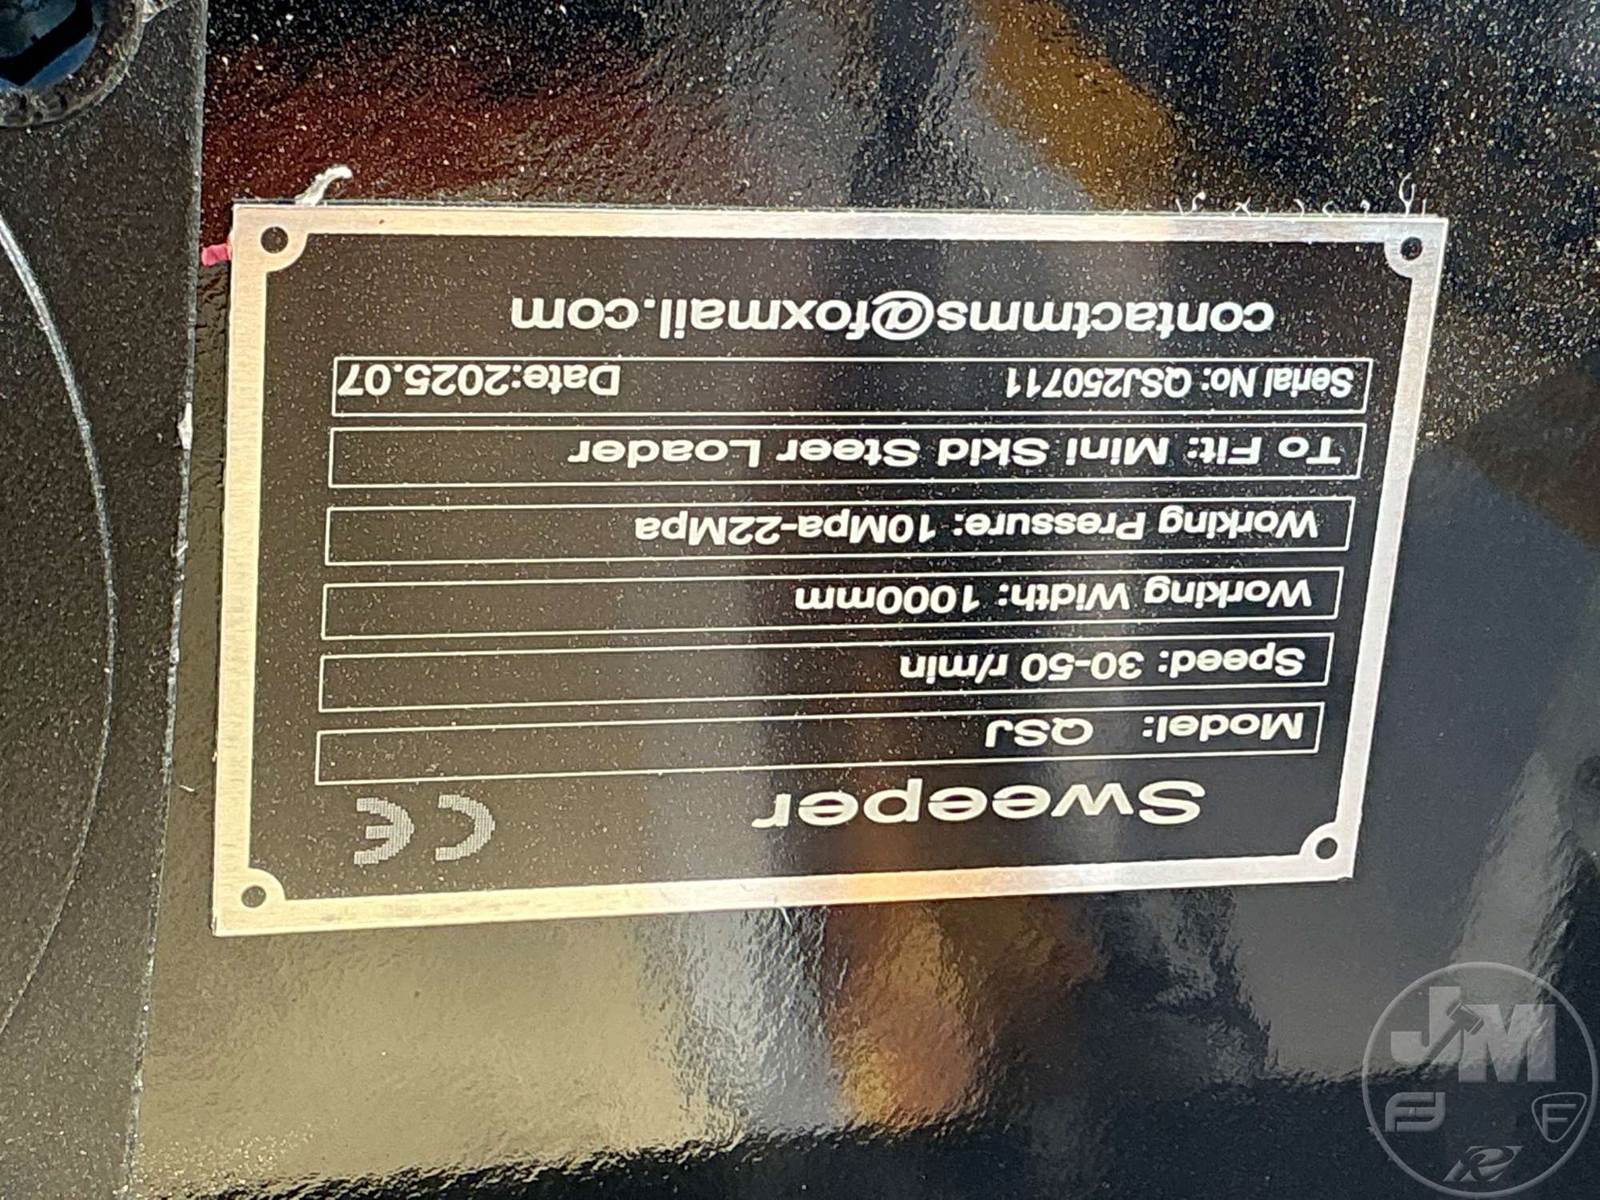 Sweeper CE
Model: QSJ
Speed: 30-50 r/min
Working Width: 1000mm
Working Pressure: 10Mpa-22Mpa
To Fit: Mini Skid Steer Loader
Serial No: QSJ250711 Date:2025.07
contactmms@foxmail.com
JM